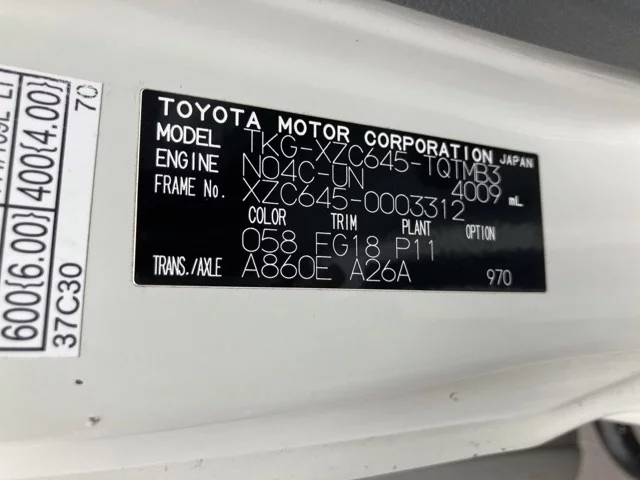 TOYOTA MOTOR CORPORATION JAPAN
MODEL TKG-XZC645-TQTMB3
ENGINE N04C-UN 4009 mL
FRAME No. XZC645-0003312
COLOR TRIM PLANT OPTION
058 FG18 P11
TRANS./AXLE A860E A26A 970
600{6.00} 400{4.00}
37C30 70